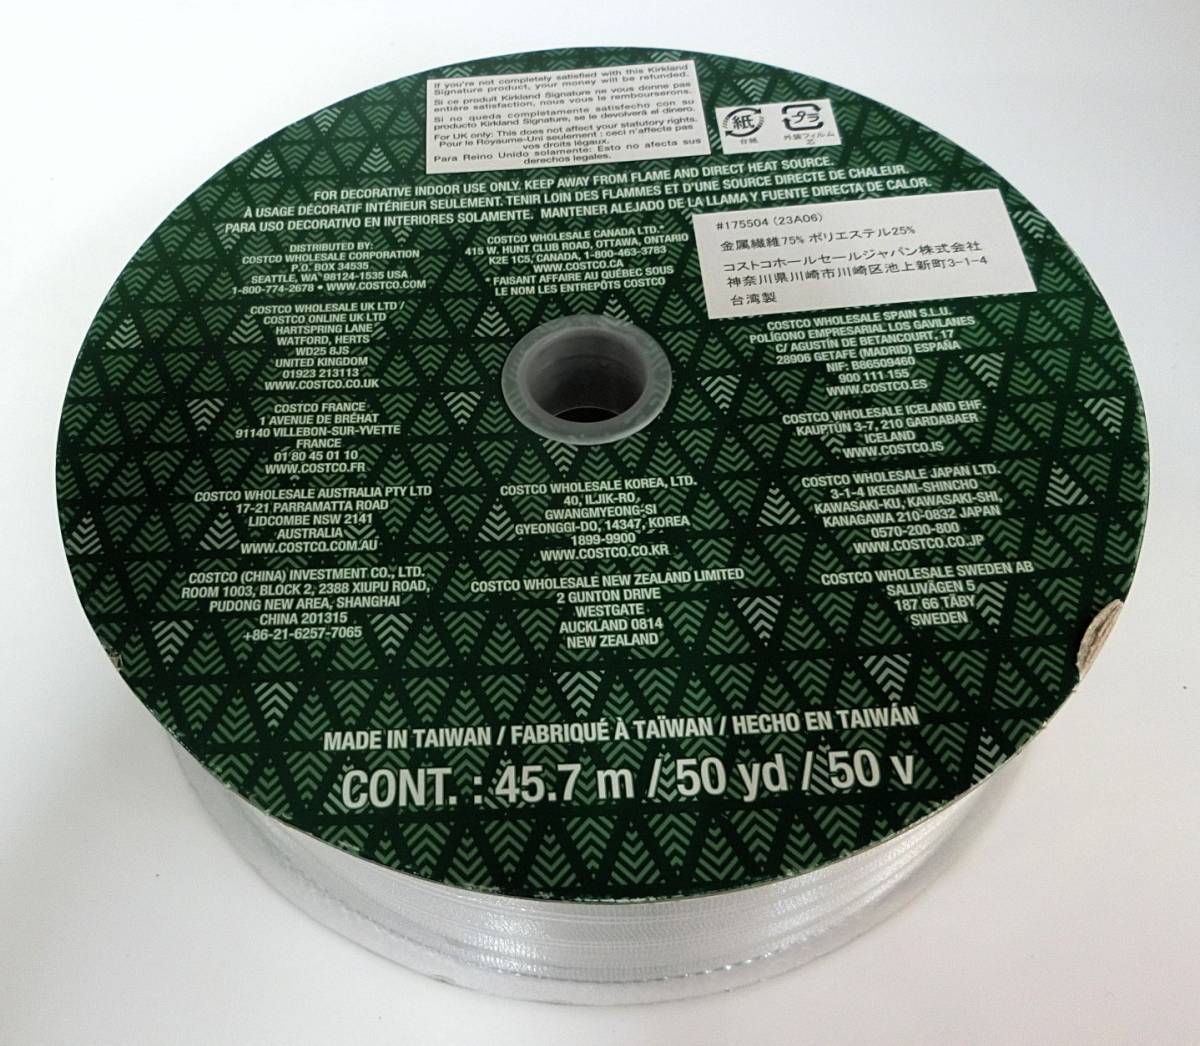 If you're not completely satisfied with this Kirkland
Signature product, your money will be refunded.
Si ce produit Kirkland Signature ne vous donne pas
entière satisfaction, nous vous le rembourserons.
Si no queda completamente satisfecho con su
producto Kirkland Signature, se le devolverá el dinero.
For UK only: This does not affect your statutory rights.
Pour le Royaume-Uni seulement : ceci n'affecte pas
vos droits légaux.
Para Reino Unido solamente: Esto no afecta sus
derechos legales.
紙
台紙
プラ
外装フィルム
芯
FOR DECORATIVE INDOOR USE ONLY. KEEP AWAY FROM FLAME AND DIRECT HEAT SOURCE.
À USAGE DÉCORATIF INTÉRIEUR SEULEMENT. TENIR LOIN DES FLAMMES ET D'UNE SOURCE DIRECTE DE CHALEUR.
PARA USO DECORATIVO EN INTERIORES SOLAMENTE. MANTENER ALEJADO DE LA LLAMA Y FUENTE DIRECTA DE CALOR.
#175504 (23A06)
金属繊維75% ポリエステル25%
コストコホールセールジャパン株式会社
神奈川県川崎市川崎区池上新町3-1-4
台湾製
DISTRIBUTED BY:
COSTCO WHOLESALE CORPORATION
P.O. BOX 34535
SEATTLE, WA 98124-1535 USA
1-800-774-2678 • WWW.COSTCO.COM
COSTCO WHOLESALE CANADA LTD.*
415 W. HUNT CLUB ROAD, OTTAWA, ONTARIO
K2E 1C5, CANADA, 1-800-463-3783
WWW.COSTCO.CA
* FAISANT AFFAIRE AU QUÉBEC SOUS
LE NOM LES ENTREPÔTS COSTCO
COSTCO WHOLESALE UK LTD /
COSTCO ONLINE UK LTD
HARTSPRING LANE
WATFORD, HERTS
WD25 8JS
UNITED KINGDOM
01923 213113
WWW.COSTCO.CO.UK
COSTCO WHOLESALE SPAIN S.L.U.
POLÍGONO EMPRESARIAL LOS GAVILANES
C/ AGUSTÍN DE BETANCOURT, 17
28906 GETAFE (MADRID) ESPAÑA
NIF: B86509460
900 111 155
WWW.COSTCO.ES
COSTCO FRANCE
1 AVENUE DE BRÉHAT
91140 VILLEBON-SUR-YVETTE
FRANCE
01 80 45 01 10
WWW.COSTCO.FR
COSTCO WHOLESALE ICELAND EHF.
KAUPTÚN 3-7, 210 GARDABAER
ICELAND
WWW.COSTCO.IS
COSTCO WHOLESALE AUSTRALIA PTY LTD
17-21 PARRAMATTA ROAD
LIDCOMBE NSW 2141
AUSTRALIA
WWW.COSTCO.COM.AU
COSTCO WHOLESALE KOREA, LTD.
40, ILJIK-RO,
GWANGMYEONG-SI
GYEONGGI-DO, 14347, KOREA
1899-9900
WWW.COSTCO.CO.KR
COSTCO WHOLESALE JAPAN LTD.
3-1-4 IKEGAMI-SHINCHO
KAWASAKI-KU, KAWASAKI-SHI,
KANAGAWA 210-0832 JAPAN
0570-200-800
WWW.COSTCO.CO.JP
COSTCO (CHINA) INVESTMENT CO., LTD.
ROOM 1003, BLOCK 2, 2388 XIUPU ROAD,
PUDONG NEW AREA, SHANGHAI
CHINA 201315
+86-21-6257-7065
COSTCO WHOLESALE NEW ZEALAND LIMITED
2 GUNTON DRIVE
WESTGATE
AUCKLAND 0814
NEW ZEALAND
COSTCO WHOLESALE SWEDEN AB
SALUVÄGEN 5
187 66 TÄBY
SWEDEN
MADE IN TAIWAN / FABRIQUÉ À TAÏWAN / HECHO EN TAIWÁN
CONT. : 45.7 m / 50 yd / 50 v